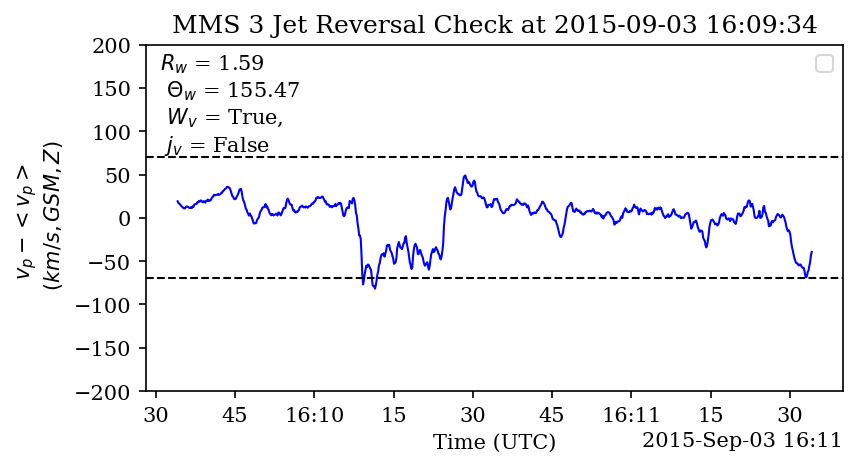 MMS 3 Jet Reversal Check at 2015-09-03 16:09:34
R_w = 1.59
Θ_w = 155.47
W_v = True,
j_v = False
v_p − < v_p >
(km/s, GSM, Z)
200
150
100
50
0
−50
−100
−150
−200
30 45 16:10 15 30 45 16:11 15 30
Time (UTC)
2015-Sep-03 16:11